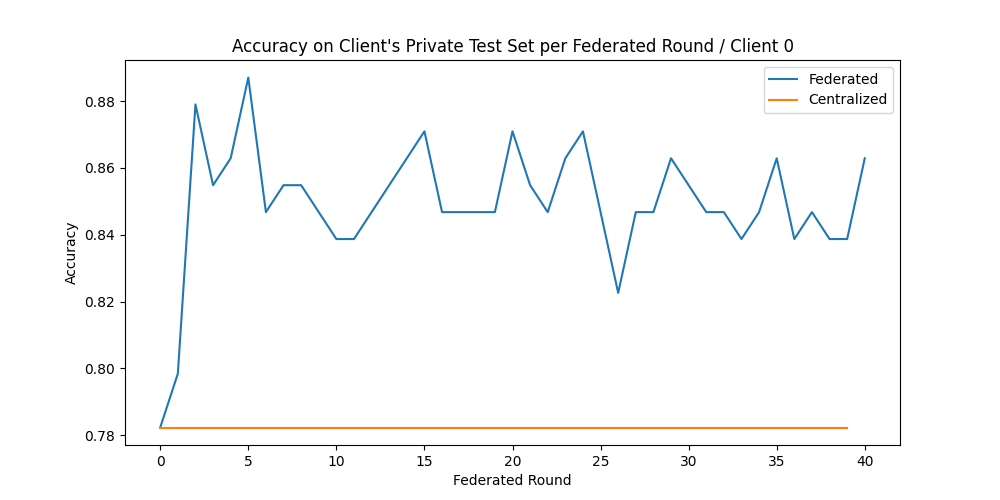 Accuracy on Client's Private Test Set per Federated Round / Client 0
Federated
Centralized
Accuracy
0.88
0.86
0.84
0.82
0.80
0.78
0 5 10 15 20 25 30 35 40
Federated Round